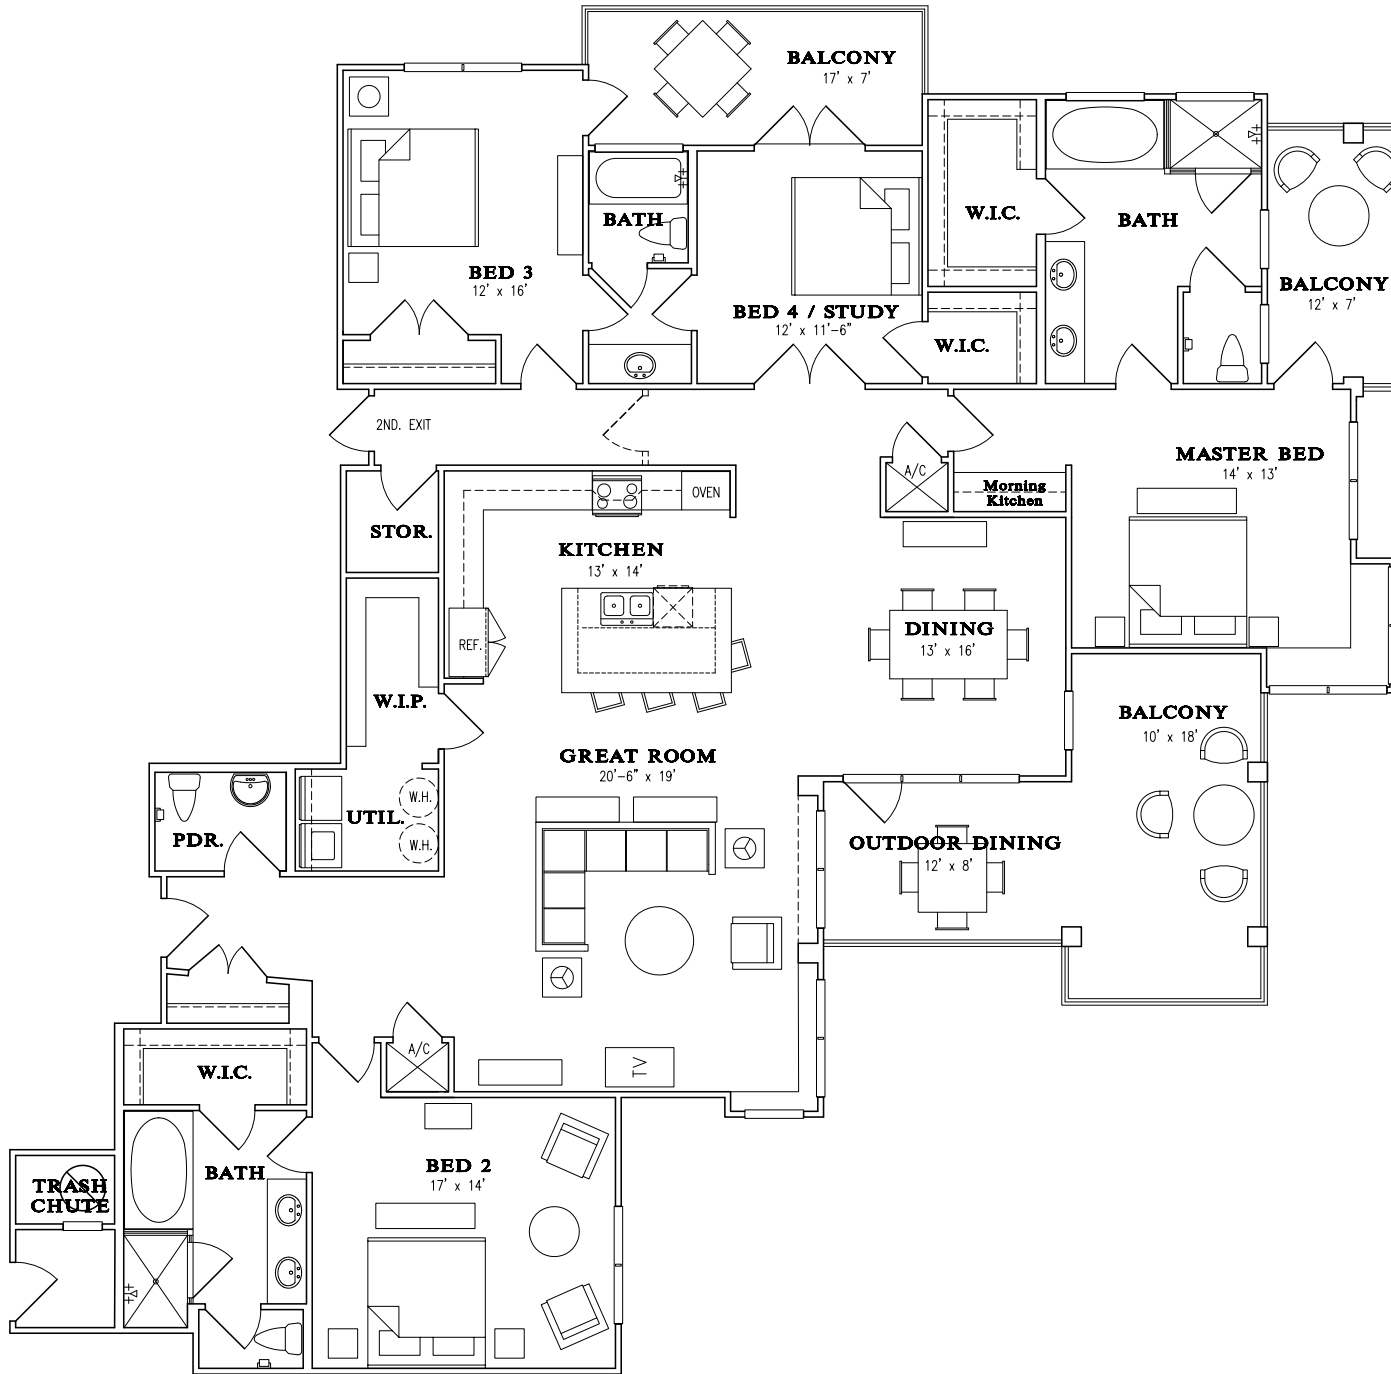 BALCONY
17' x 7'
W.I.C.
BATH
BATH
BED 3
12' x 16'
BED 4 / STUDY
12' x 11'-6"
W.I.C.
BALCONY
12' x 7'
2ND. EXIT
A/C
Morning
Kitchen
MASTER BED
14' x 13'
OVEN
STOR.
KITCHEN
13' x 14'
REF.
DINING
13' x 16'
W.I.P.
BALCONY
10' x 18'
GREAT ROOM
20'-6" x 19'
W.H.
UTIL.
W.H.
PDR.
OUTDOOR DINING
12' x 8'
A/C
TV
W.I.C.
BATH
BED 2
17' x 14'
TRASH
CHUTE